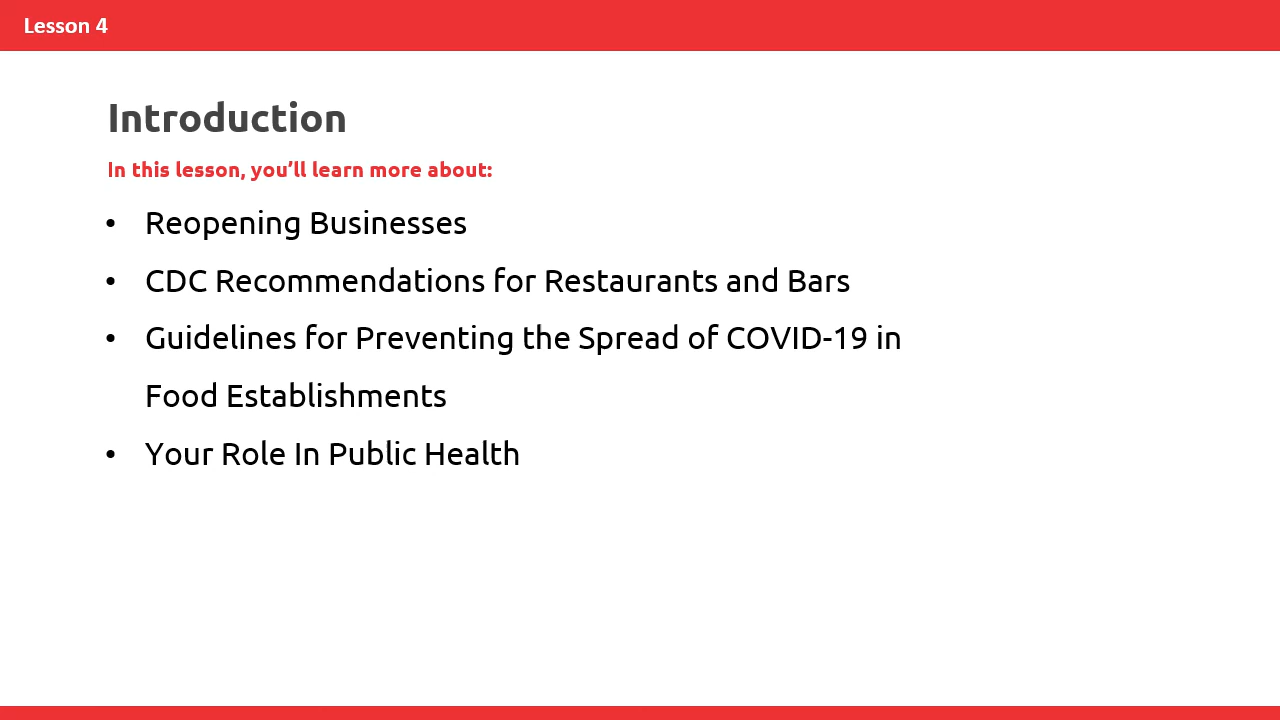 Lesson 4
Introduction
In this lesson, you’ll learn more about:
• Reopening Businesses
• CDC Recommendations for Restaurants and Bars
• Guidelines for Preventing the Spread of COVID-19 in
Food Establishments
• Your Role In Public Health